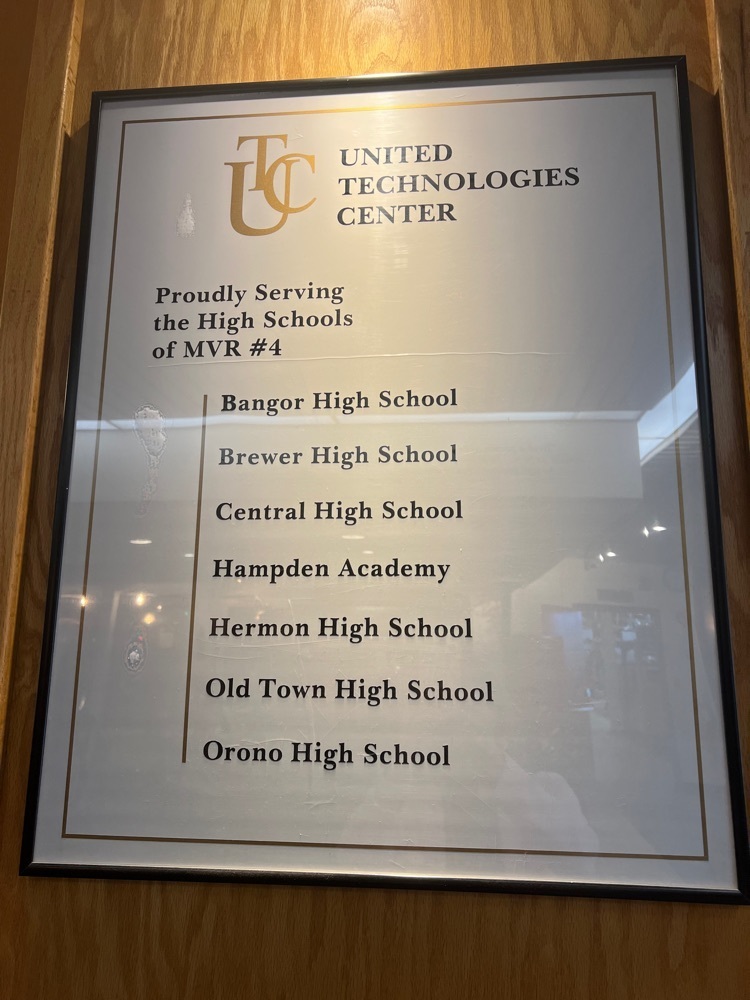 UTC
UNITED
TECHNOLOGIES
CENTER
Proudly Serving
the High Schools
of MVR #4
Bangor High School
Brewer High School
Central High School
Hampden Academy
Hermon High School
Old Town High School
Orono High School